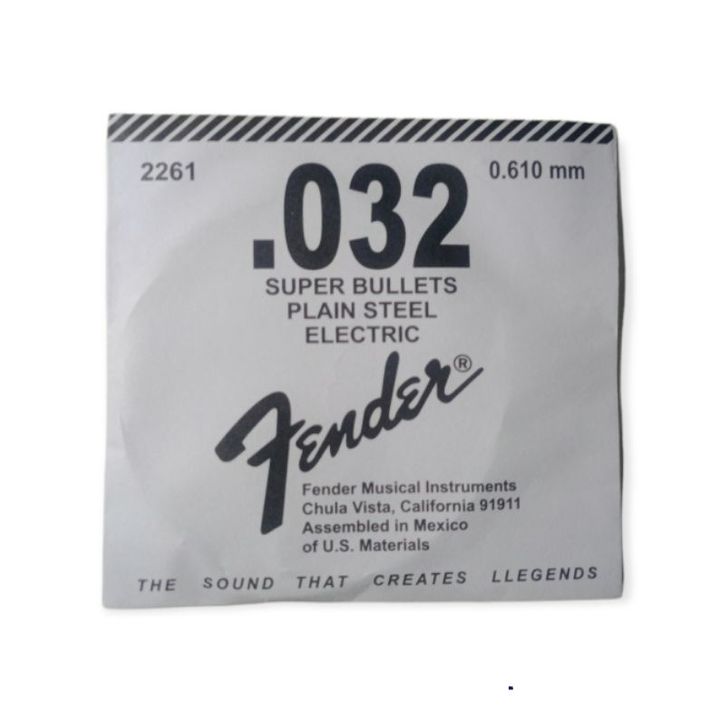 2261 .032 0.610 mm
SUPER BULLETS
PLAIN STEEL
ELECTRIC
Fender®
Fender Musical Instruments
Chula Vista, California 91911
Assembled in Mexico
of U.S. Materials
THE SOUND THAT CREATES LLEGENDS